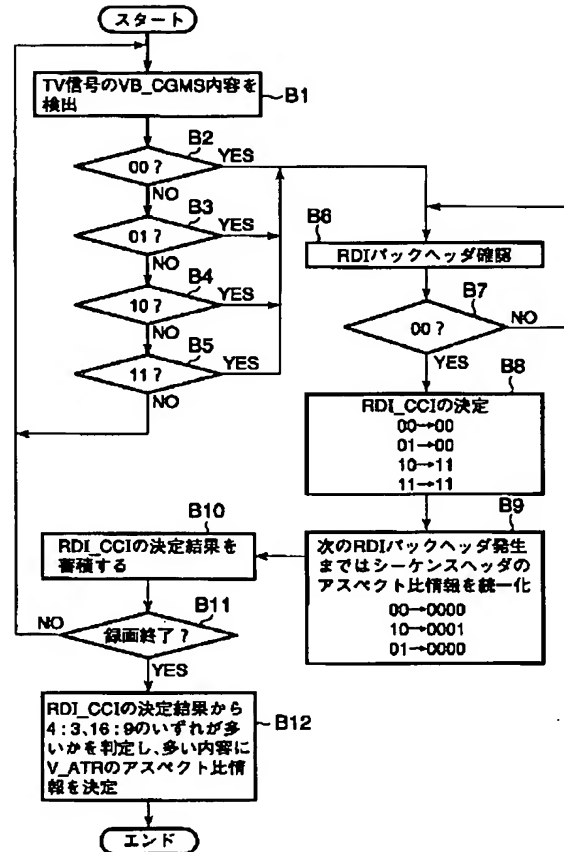 スタート
TV信号のVB_CGMS内容を
検出
B1
B2
00？
YES
NO
B3
01？
YES
NO
B4
10？
YES
NO
B5
11？
YES
NO
B6
RDIパックヘッダ確認
B7
00？
NO
YES
B8
RDI_CCIの決定
00→00
01→00
10→11
11→11
B9
次のRDIパックヘッダ発生
まではシーケンスヘッダの
アスペクト比情報を統一化
00→0000
10→0001
01→0000
B10
RDI_CCIの決定結果を
蓄積する
B11
録画終了？
NO
YES
RDI_CCIの決定結果から
4：3、16：9のいずれが多
いかを判定し、多い内容に
V_ATRのアスペクト比情
報を決定
B12
エンド